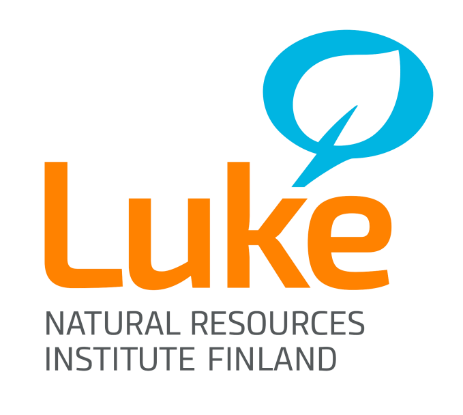 Luke
NATURAL RESOURCES
INSTITUTE FINLAND